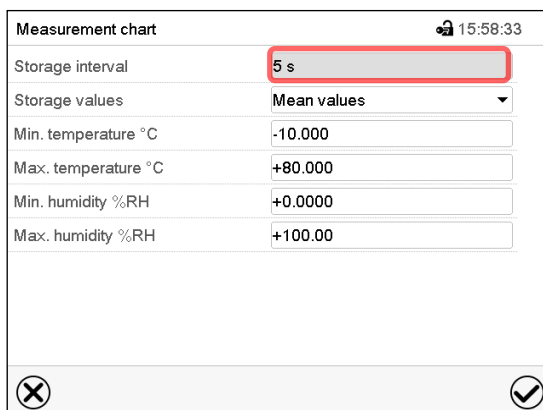 Measurement chart 15:58:33
Storage interval 5 s
Storage values Mean values
Min. temperature °C -10.000
Max. temperature °C +80.000
Min. humidity %RH +0.0000
Max. humidity %RH +100.00